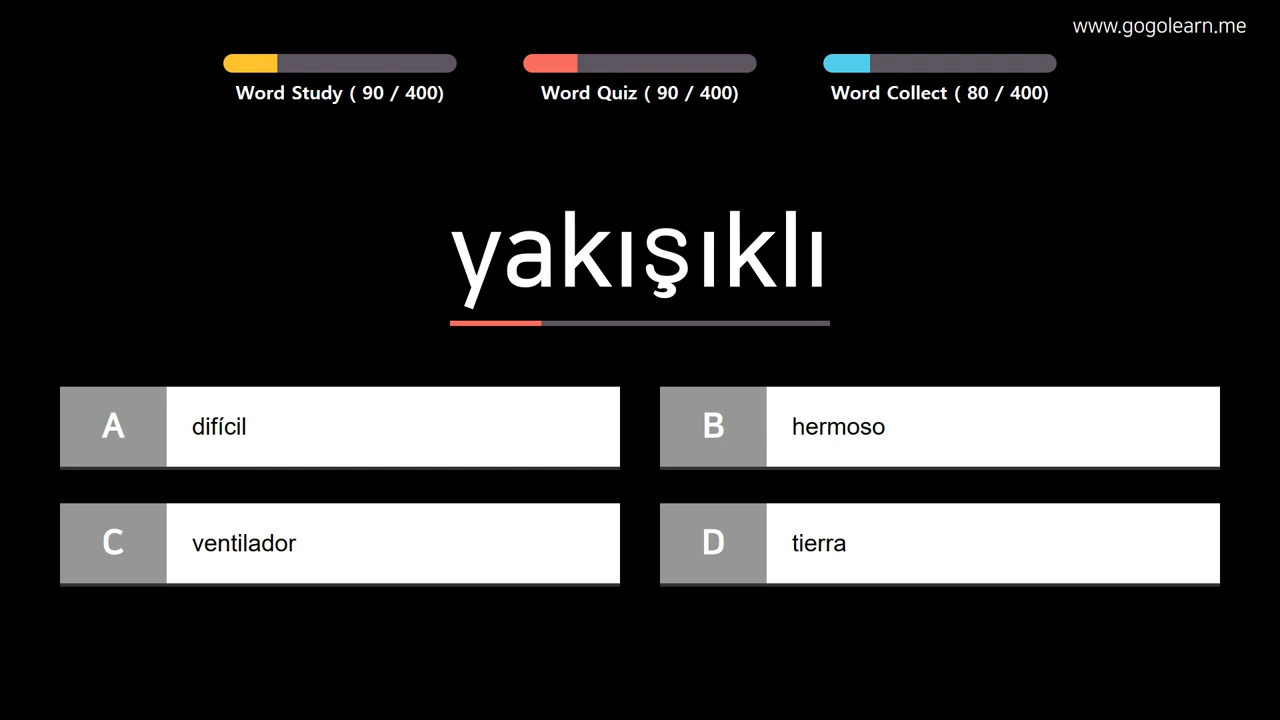 www.gogolearn.me
Word Study ( 90 / 400)
Word Quiz ( 90 / 400)
Word Collect ( 80 / 400)
yakışıklı
A difícil
B hermoso
C ventilador
D tierra